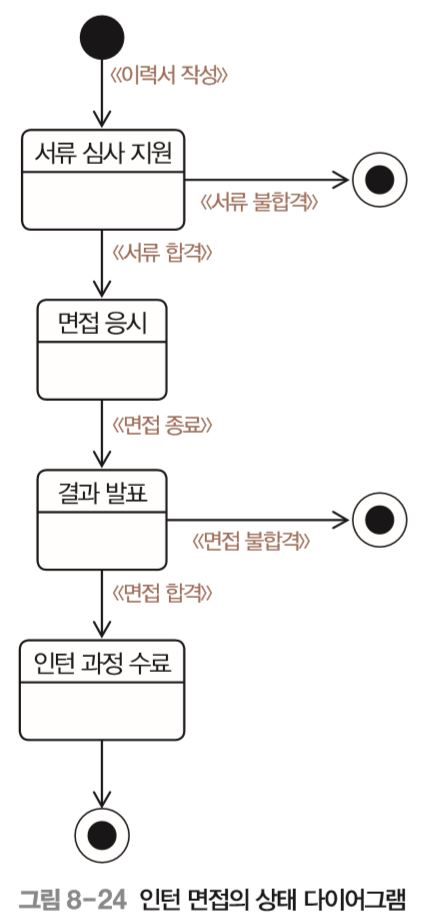 《이력서 작성》
서류 심사 지원
《서류 불합격》
《서류 합격》
면접 응시
《면접 종료》
결과 발표
《면접 불합격》
《면접 합격》
인턴 과정 수료
그림 8-24 인턴 면접의 상태 다이어그램